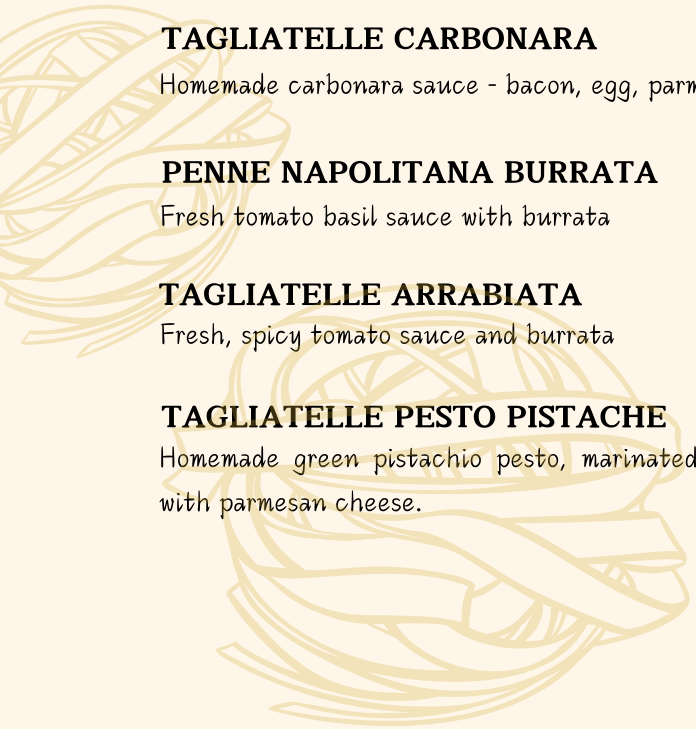 TAGLIATELLE CARBONARA
Homemade carbonara sauce - bacon, egg, parm
PENNE NAPOLITANA BURRATA
Fresh tomato basil sauce with burrata
TAGLIATELLE ARRABIATA
Fresh, spicy tomato sauce and burrata
TAGLIATELLE PESTO PISTACHE
Homemade green pistachio pesto, marinated
with parmesan cheese.